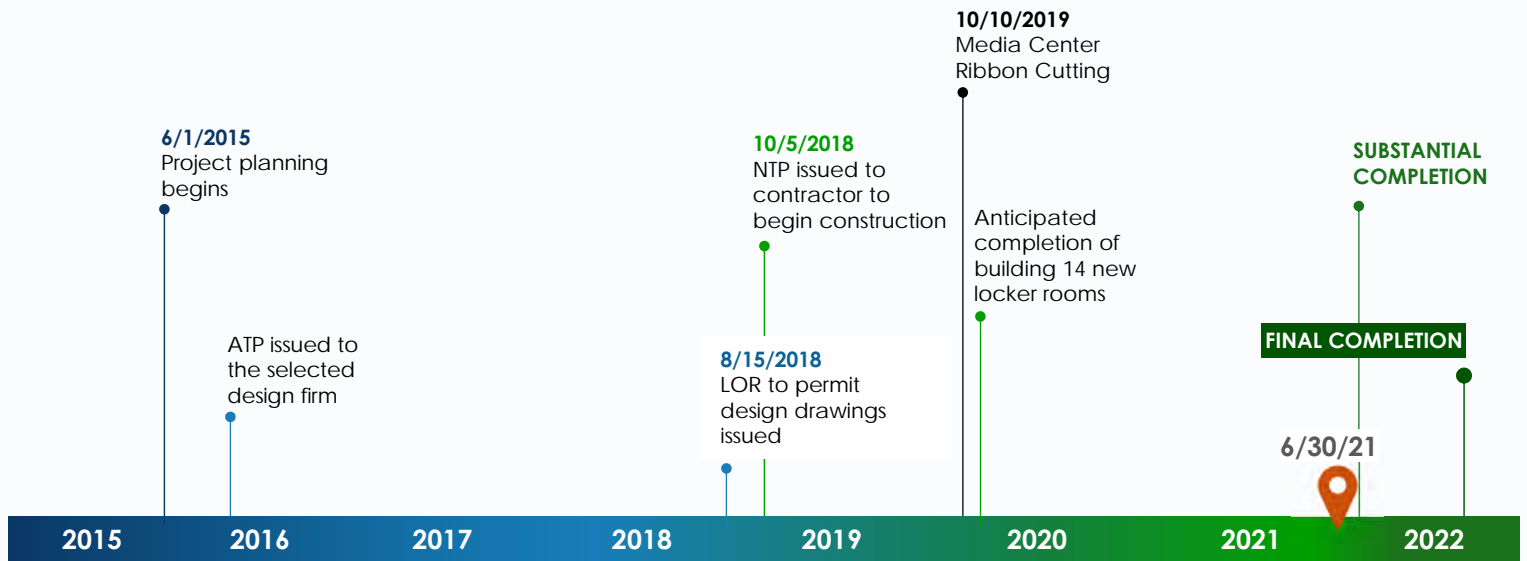 10/10/2019
Media Center
Ribbon Cutting
6/1/2015
Project planning
begins
10/5/2018
NTP issued to
contractor to
begin construction
SUBSTANTIAL
COMPLETION
Anticipated
completion of
building 14 new
locker rooms
ATP issued to
the selected
design firm
8/15/2018
LOR to permit
design drawings
issued
FINAL COMPLETION
6/30/21
2015 2016 2017 2018 2019 2020 2021 2022